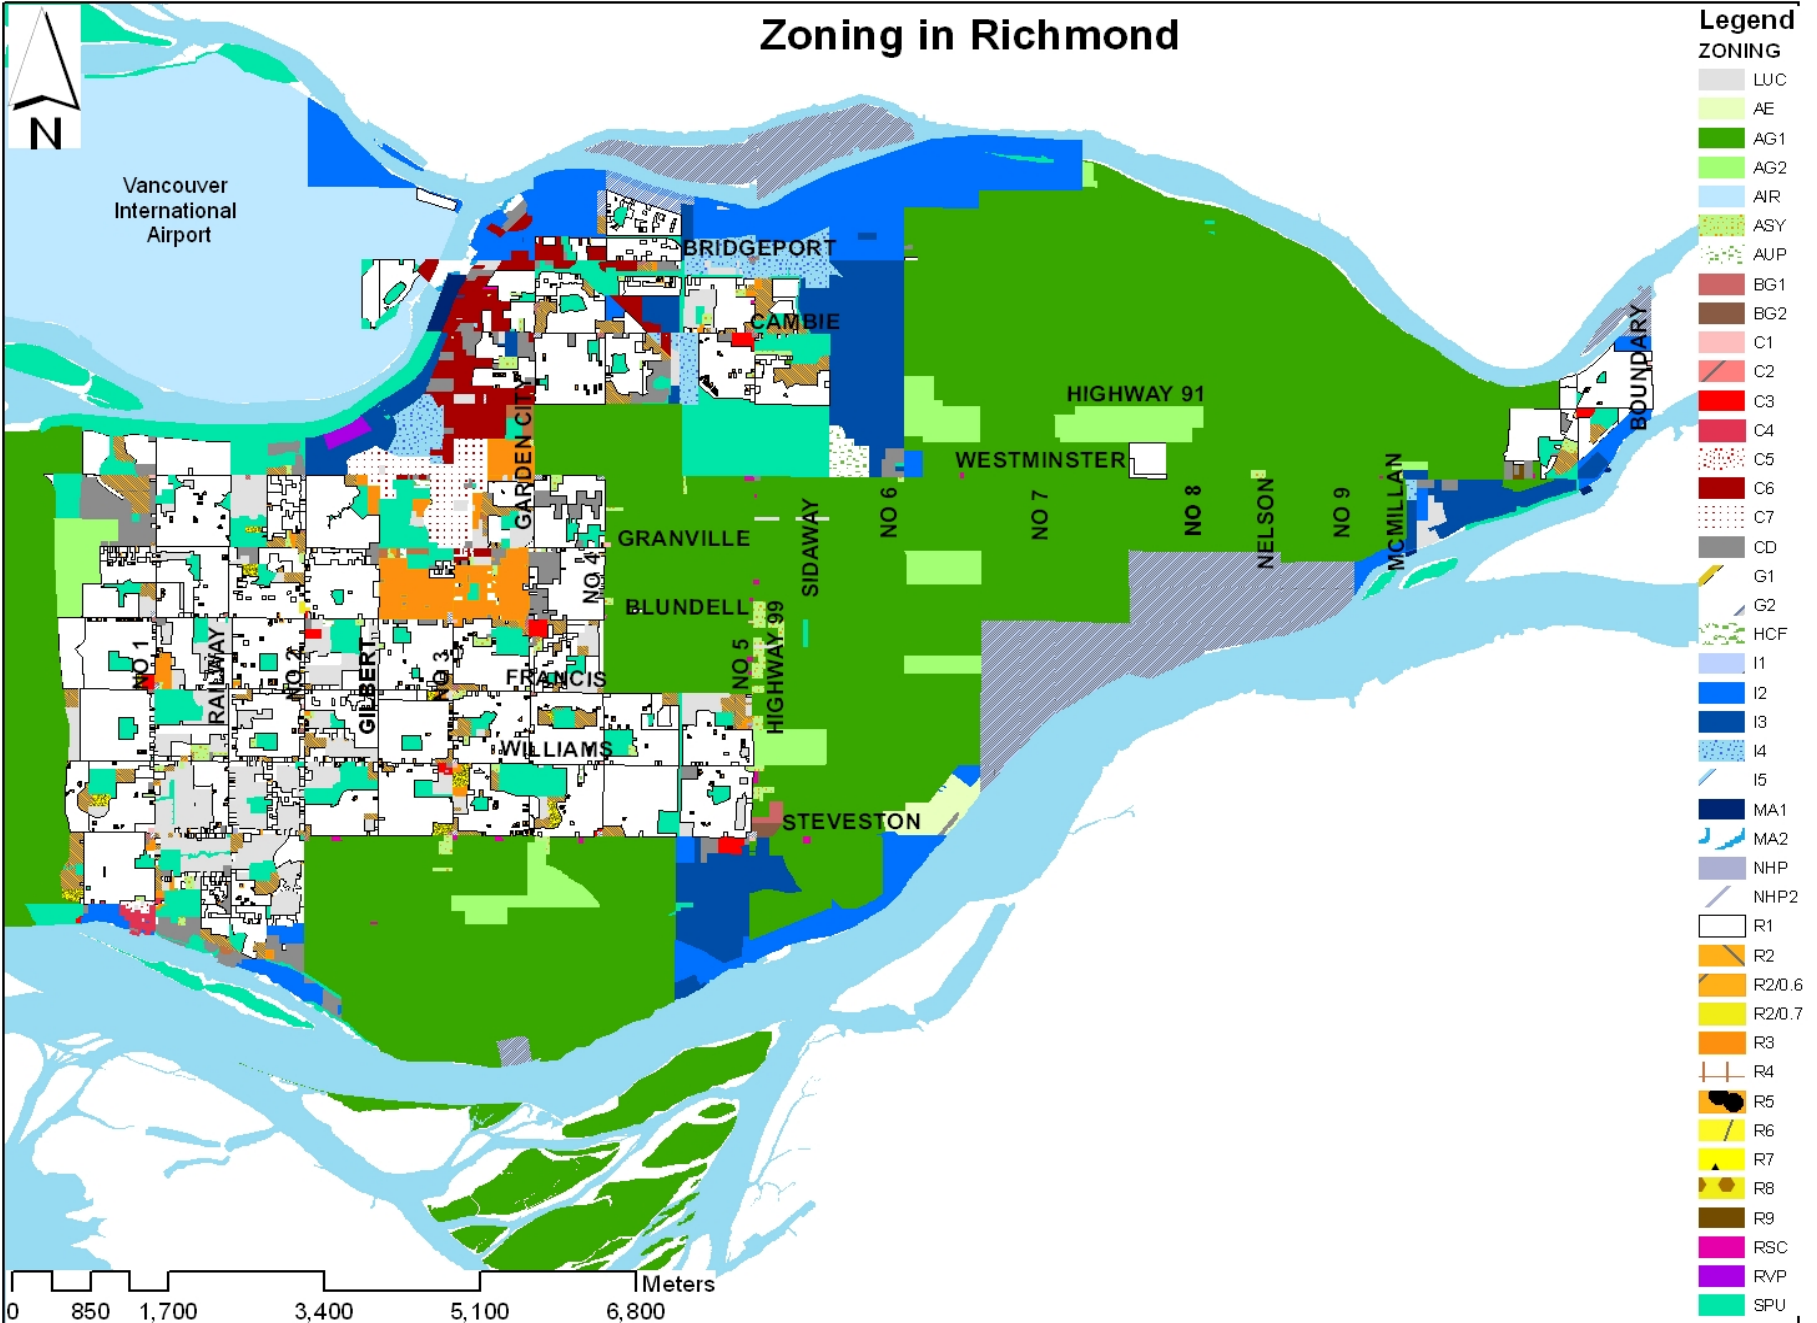 Zoning in Richmond
N
Vancouver
International
Airport
BRIDGEPORT
CAMBIE
HIGHWAY 91
BOUNDARY
GARDEN CITY
WESTMINSTER
GRANVILLE
SIDAWAY
NO 6
NO 7
NO 8
NELSON
NO 9
MCMILLAN
NO 4
BLUNDELL
NO 1
RAILWAY
NO 2
GILBERT
NO 3
FRANCIS
NO 5
HIGHWAY 99
WILLIAMS
STEVESTON
Meters
0 850 1,700 3,400 5,100 6,800
Legend
ZONING
LUC
AE
AG1
AG2
AIR
ASY
AUP
BG1
BG2
C1
C2
C3
C4
C5
C6
C7
CD
G1
G2
HCF
I1
I2
I3
I4
I5
MA1
MA2
NHP
NHP2
R1
R2
R2/0.6
R2/0.7
R3
R4
R5
R6
R7
R8
R9
RSC
RVP
SPU